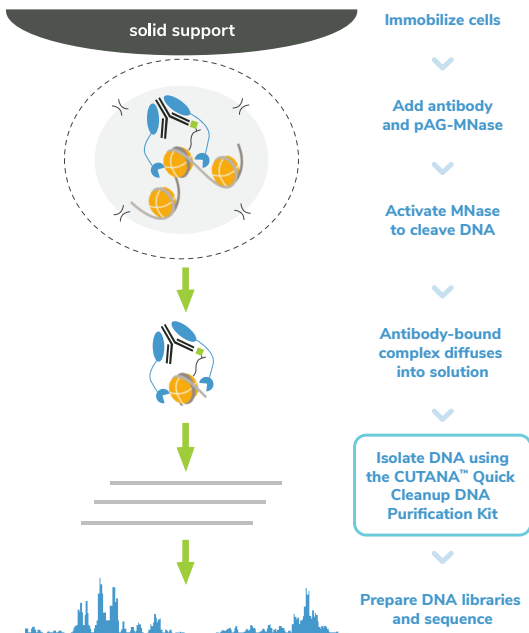 solid support
Immobilize cells
Add antibody
and pAG-MNase
Activate MNase
to cleave DNA
Antibody-bound
complex diffuses
into solution
Isolate DNA using
the CUTANA™ Quick
Cleanup DNA
Purification Kit
Prepare DNA libraries
and sequence